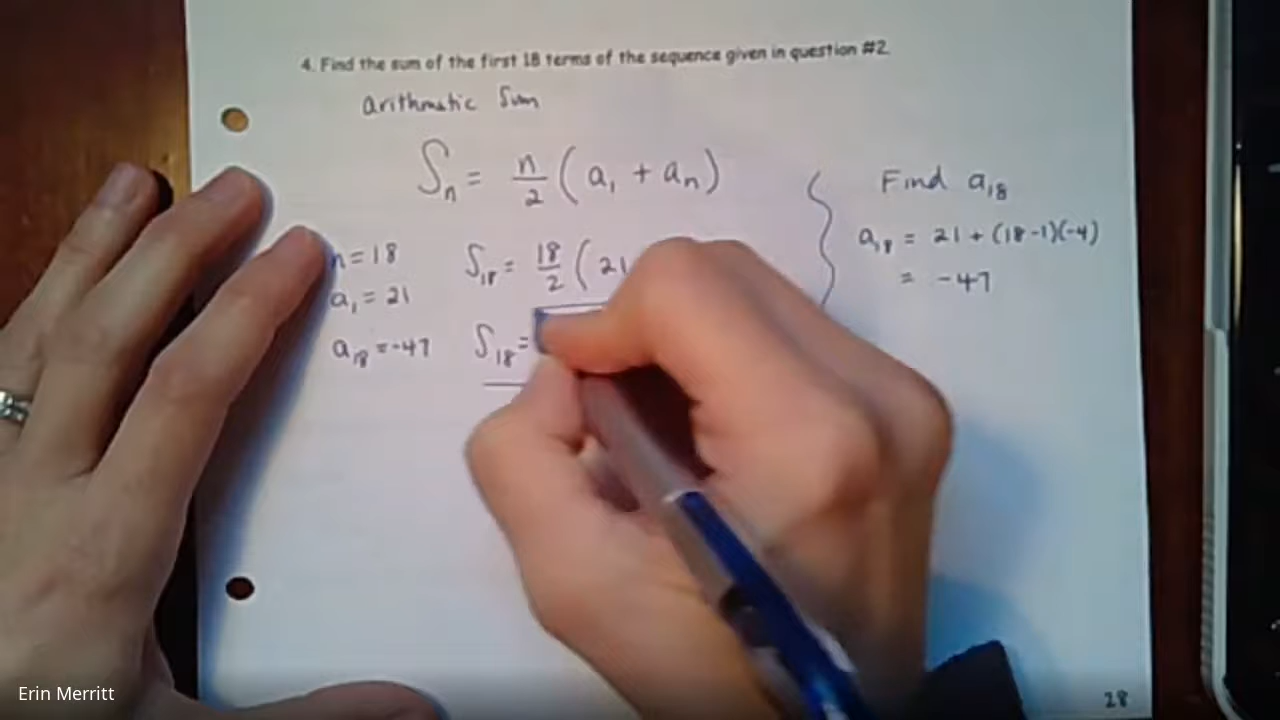 4. Find the sum of the first 18 terms of the sequence given in question #2.
arithmetic Sum
Sn = n/2 (a1 + an)
n = 18
a1 = 21
a18 = -47
S18 = 18/2 (21
S18 =
Find a18
a18 = 21 + (18-1)(-4)
= -47
Erin Merritt
28